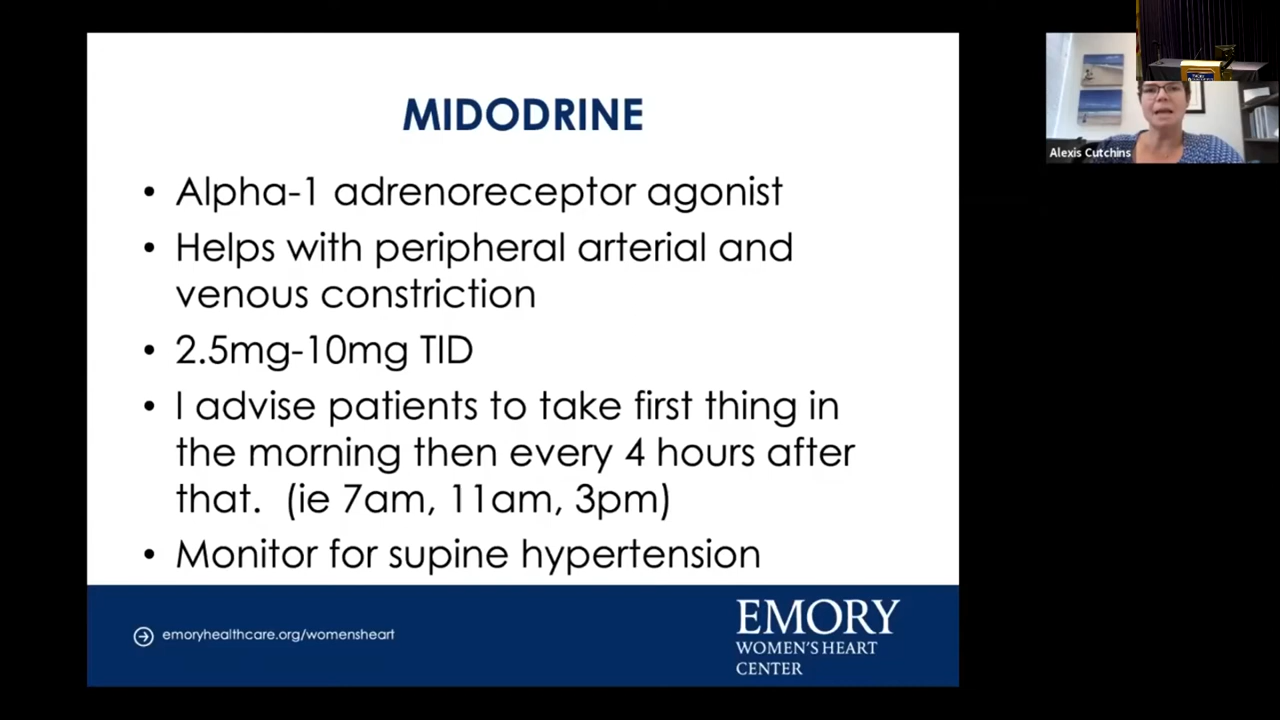 MIDODRINE
• Alpha-1 adrenoreceptor agonist
• Helps with peripheral arterial and
venous constriction
• 2.5mg-10mg TID
• I advise patients to take first thing in
the morning then every 4 hours after
that. (ie 7am, 11am, 3pm)
• Monitor for supine hypertension
emoryhealthcare.org/womensheart
EMORY
WOMEN'S HEART
CENTER
Alexis Cutchins